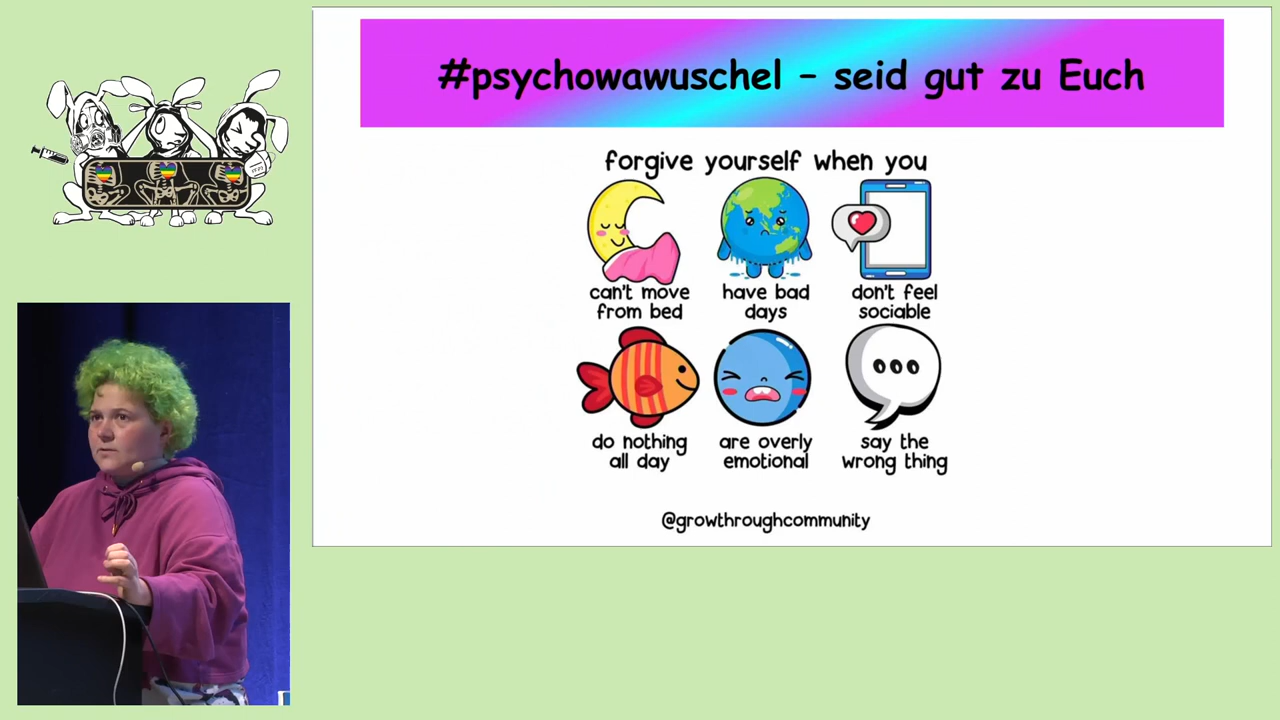 #psychowawuschel – seid gut zu Euch
forgive yourself when you
can't move
from bed
have bad
days
don't feel
sociable
do nothing
all day
are overly
emotional
say the
wrong thing
@growthroughcommunity